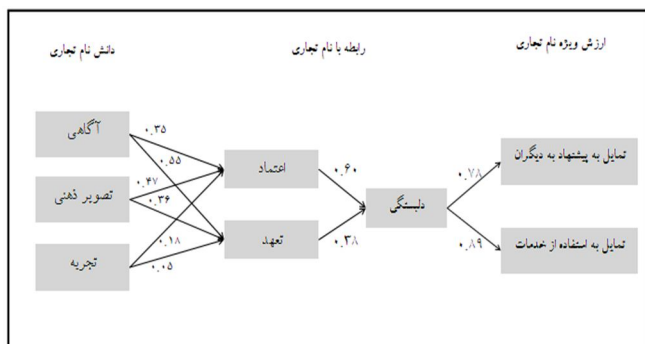 ارزش ویژه نام تجاری
رابطه با نام تجاری
دانش نام تجاری
آگاهی
تصویر ذهنی
تجربه
۰.۳۵
۰.۵۵
۰.۴۷
۰.۳۶
۰.۱۸
۰.۰۵
اعتماد
تعهد
۰.۶۰
۰.۳۸
دلبستگی
۰.۷۸
۰.۸۹
تمایل به پیشنهاد به دیگران
تمایل به استفاده از خدمات